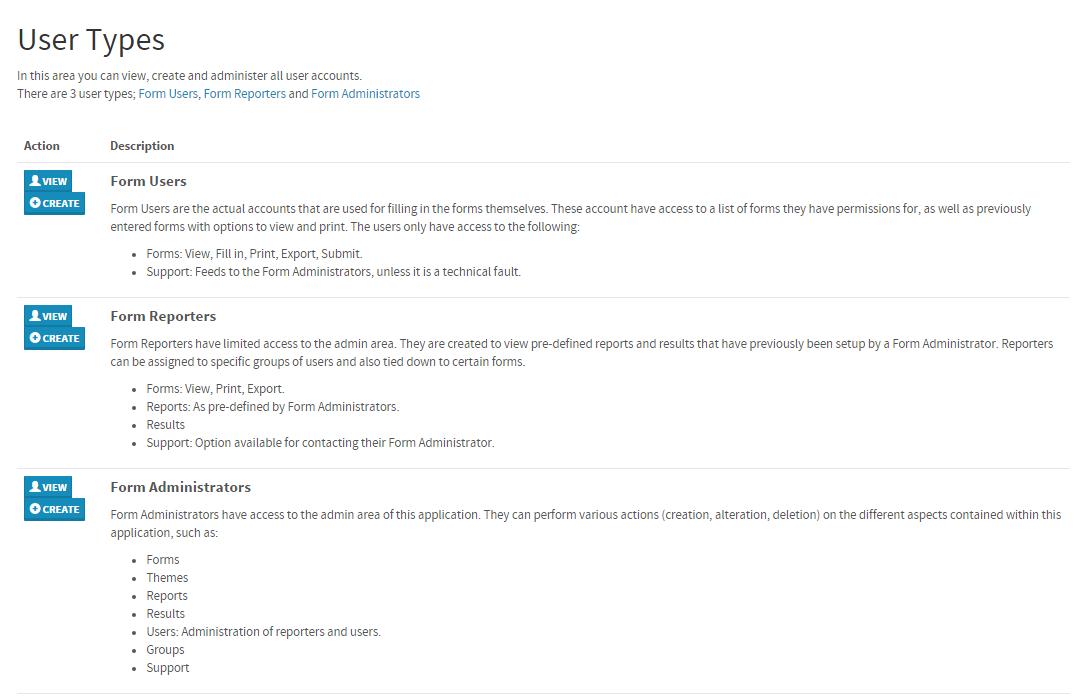 User Types
In this area you can view, create and administer all user accounts.
There are 3 user types; Form Users, Form Reporters and Form Administrators
Action Description
VIEW
CREATE
Form Users
Form Users are the actual accounts that are used for filling in the forms themselves. These account have access to a list of forms they have permissions for, as well as previously
entered forms with options to view and print. The users only have access to the following:
• Forms: View, Fill in, Print, Export, Submit.
• Support: Feeds to the Form Administrators, unless it is a technical fault.
VIEW
CREATE
Form Reporters
Form Reporters have limited access to the admin area. They are created to view pre-defined reports and results that have previously been setup by a Form Administrator. Reporters
can be assigned to specific groups of users and also tied down to certain forms.
• Forms: View, Print, Export.
• Reports: As pre-defined by Form Administrators.
• Results
• Support: Option available for contacting their Form Administrator.
VIEW
CREATE
Form Administrators
Form Administrators have access to the admin area of this application. They can perform various actions (creation, alteration, deletion) on the different aspects contained within this
application, such as:
• Forms
• Themes
• Reports
• Results
• Users: Administration of reporters and users.
• Groups
• Support